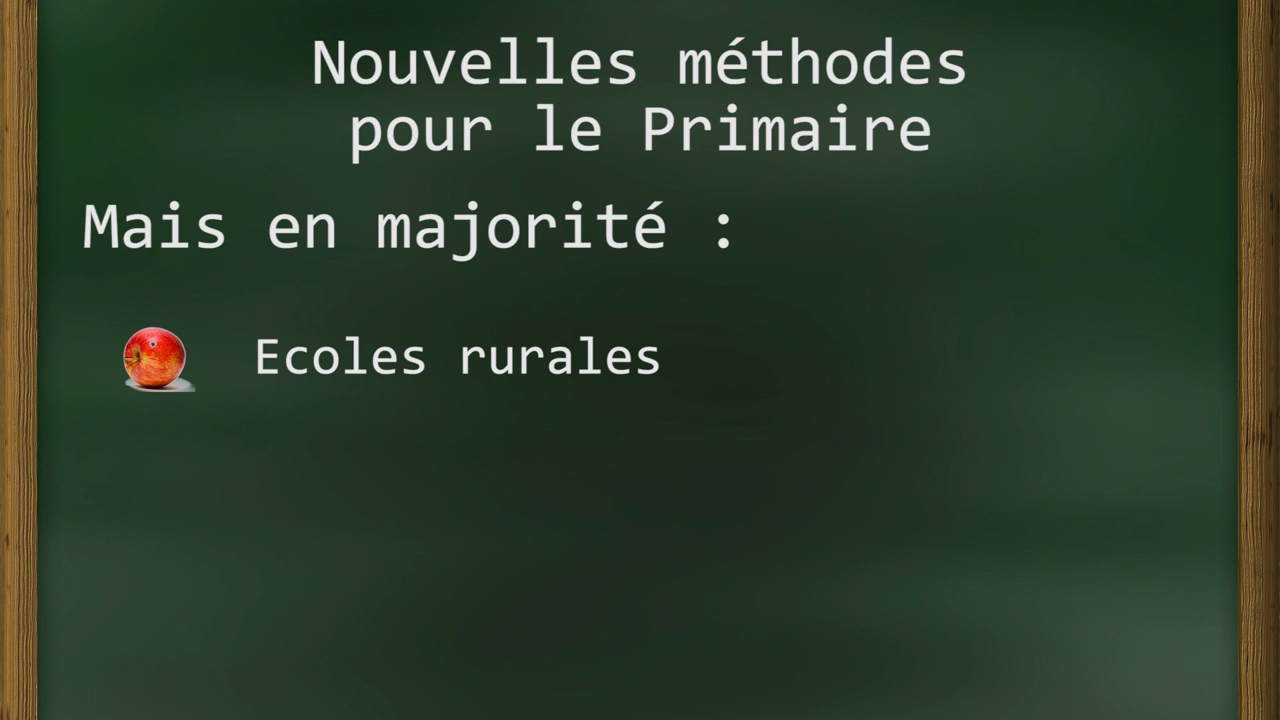 Nouvelles méthodes
pour le Primaire
Mais en majorité :
Ecoles rurales